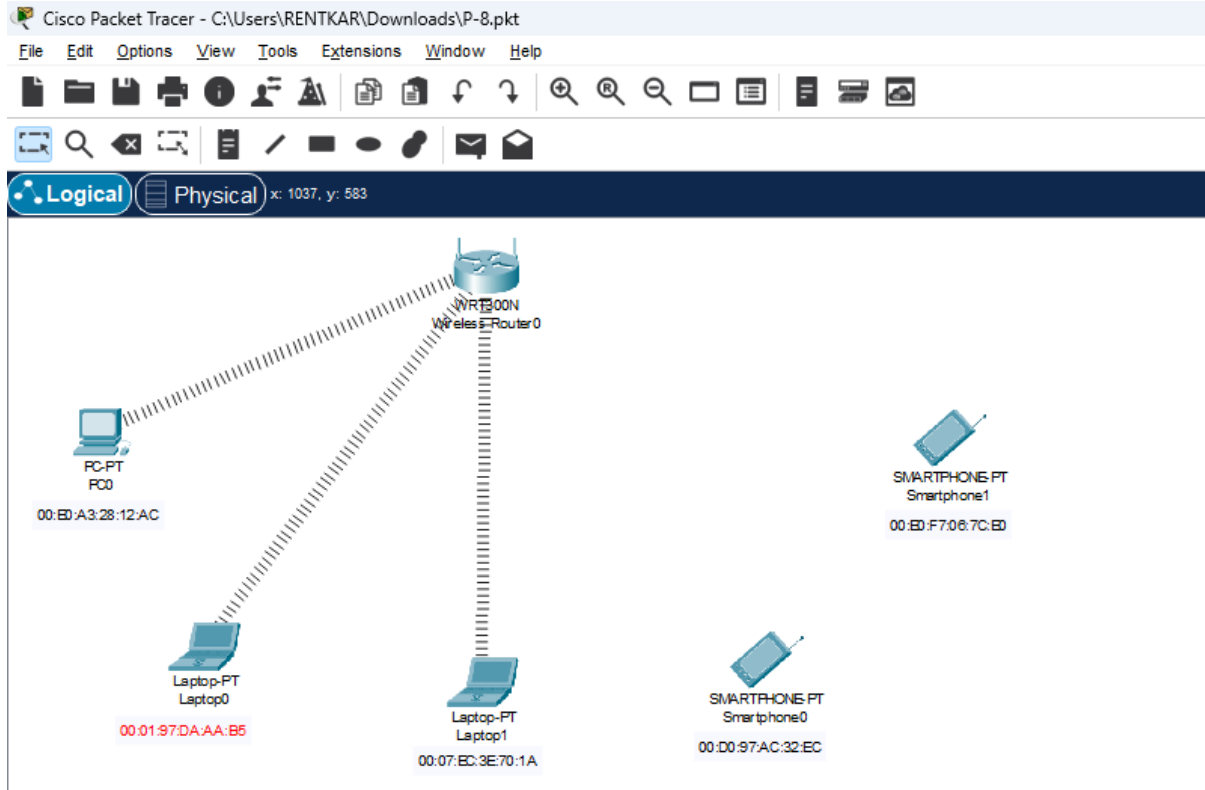 Cisco Packet Tracer - C:\Users\RENTKAR\Downloads\P-8.pkt
File Edit Options View Tools Extensions Window Help
Logical Physical x: 1037, y: 583
WRT300N
Wireless Router0
PC-PT
PC0
00:E0:A3:28:12:AC
SMARTPHONE-PT
Smartphone1
00:E0:F7:06:7C:E0
Laptop-PT
Laptop0
00:01:97:DA:AA:B5
Laptop-PT
Laptop1
00:07:EC:3E:70:1A
SMARTPHONE-PT
Smartphone0
00:D0:97:AC:32:EC